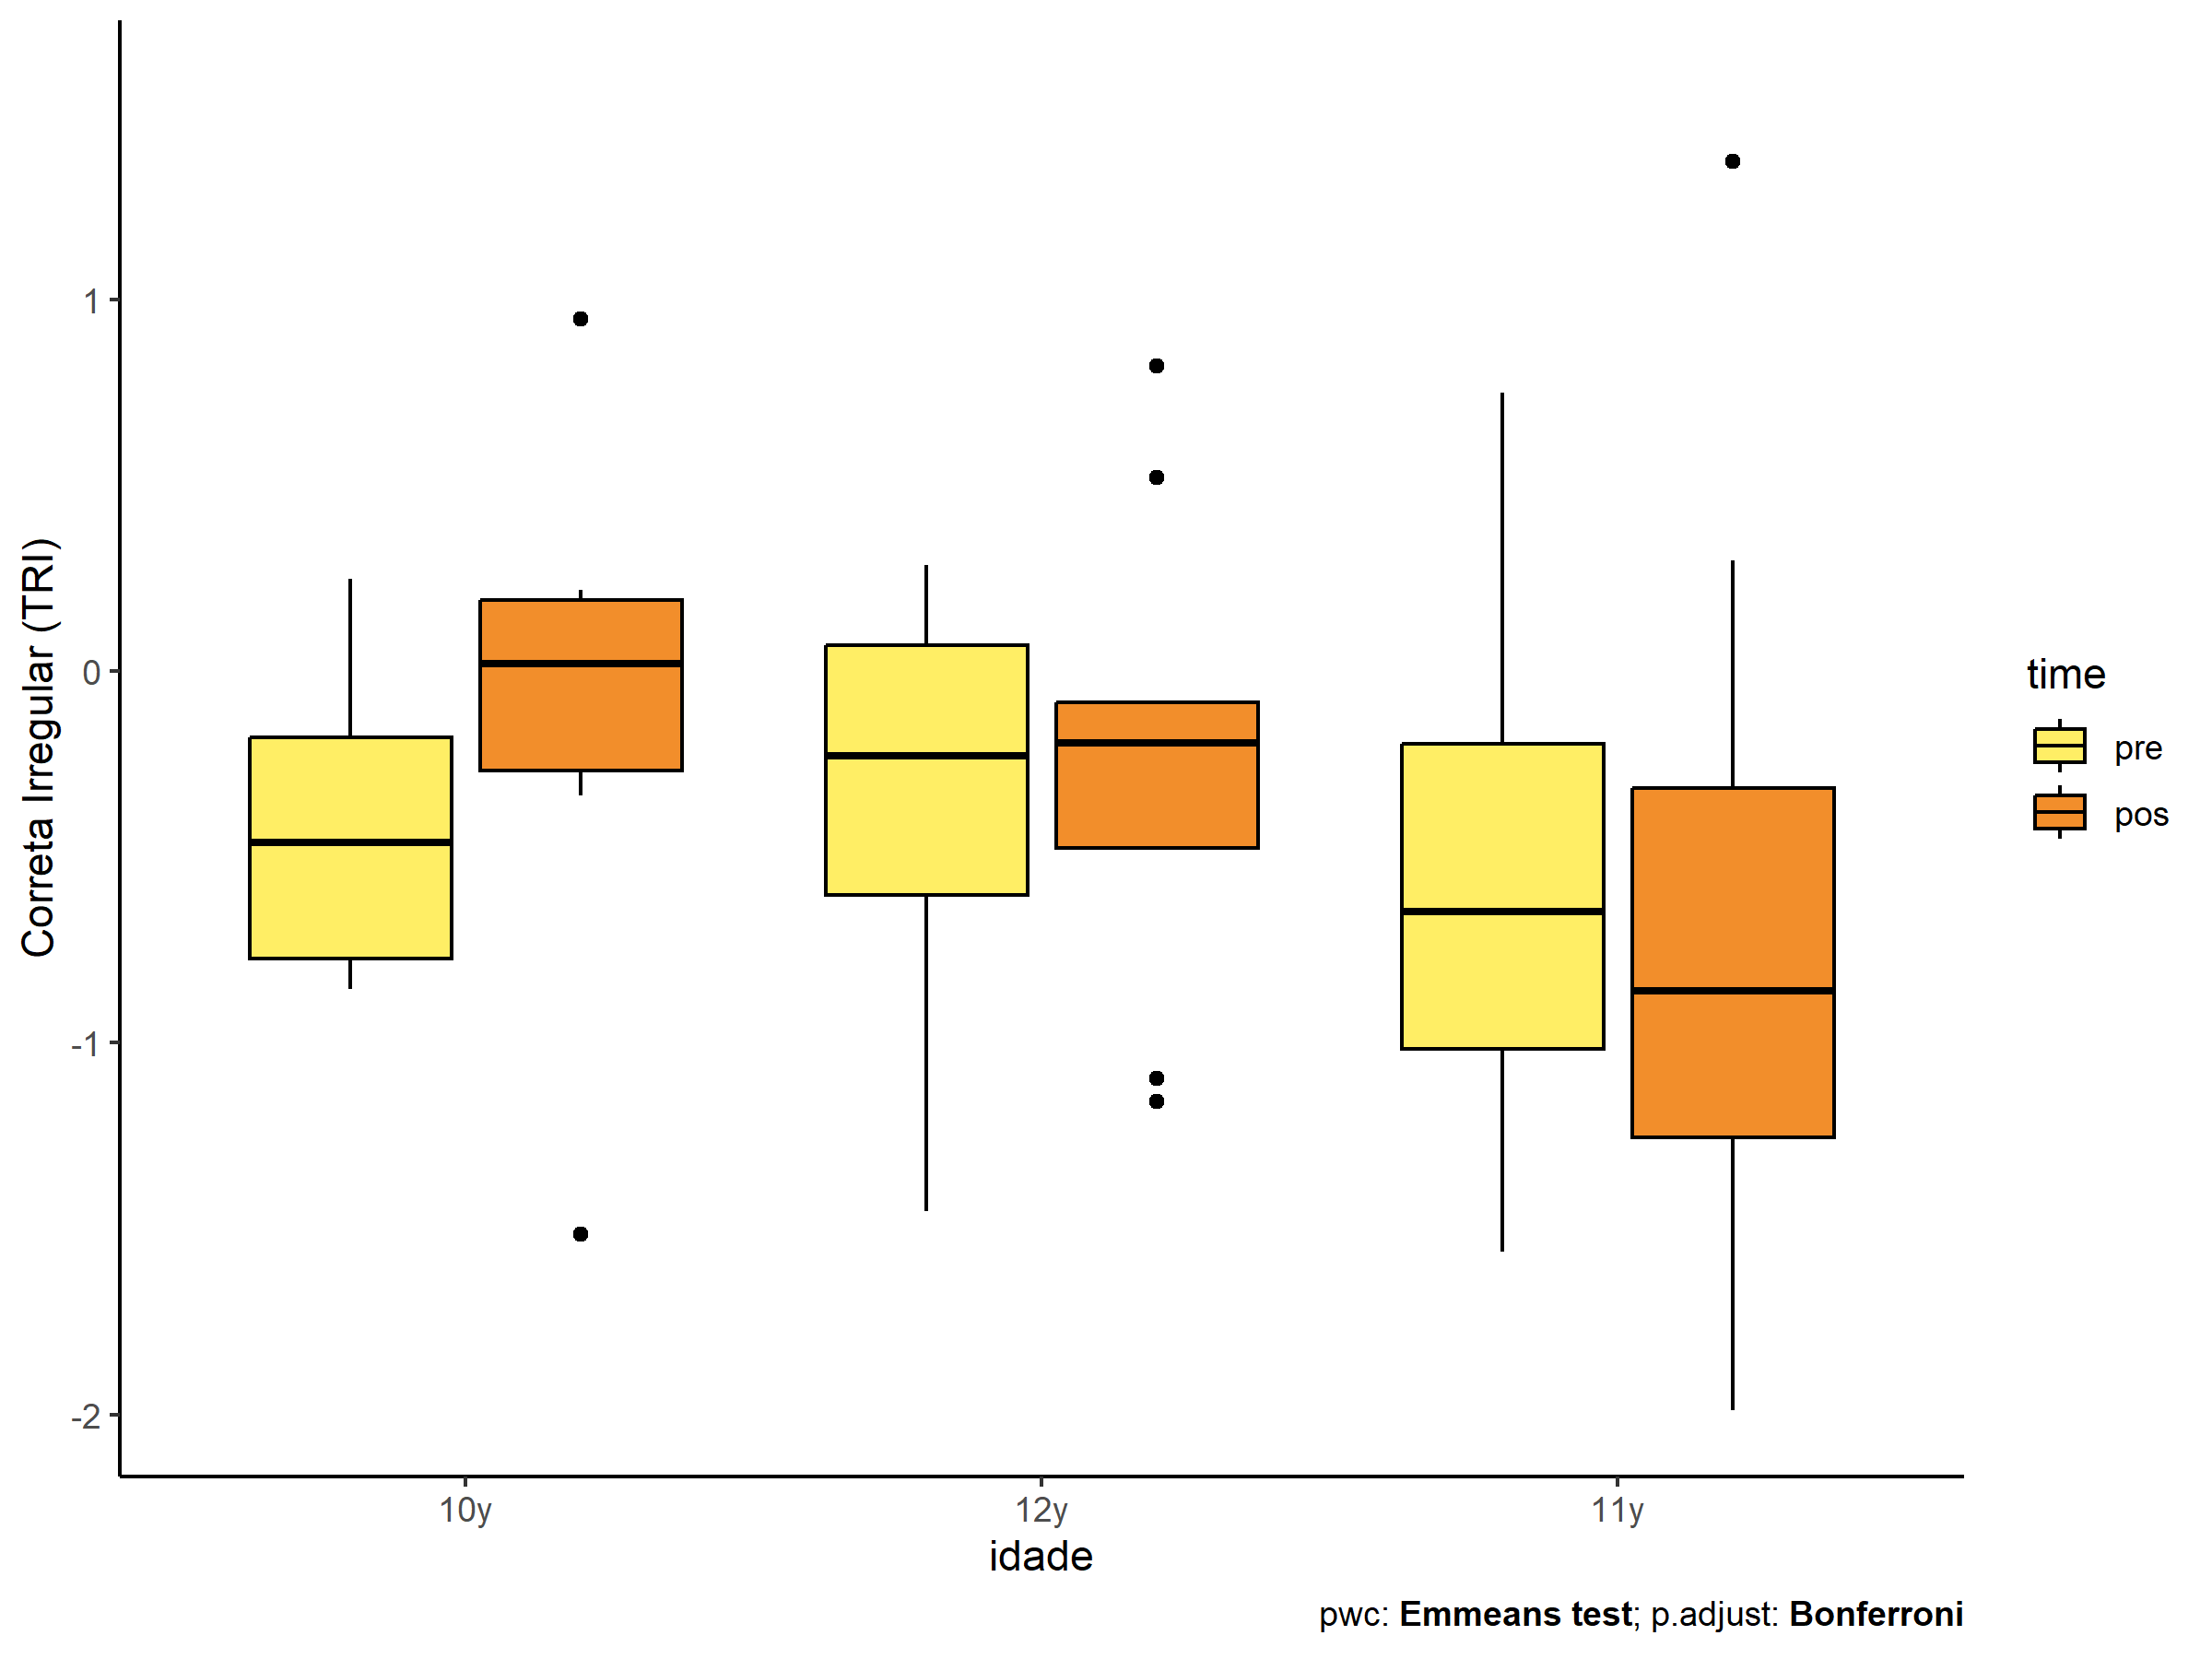 Correta Irregular (TRI)
1
0
-1
-2
10y
12y
11y
idade
time
pre
pos
pwc: Emmeans test; p.adjust: Bonferroni